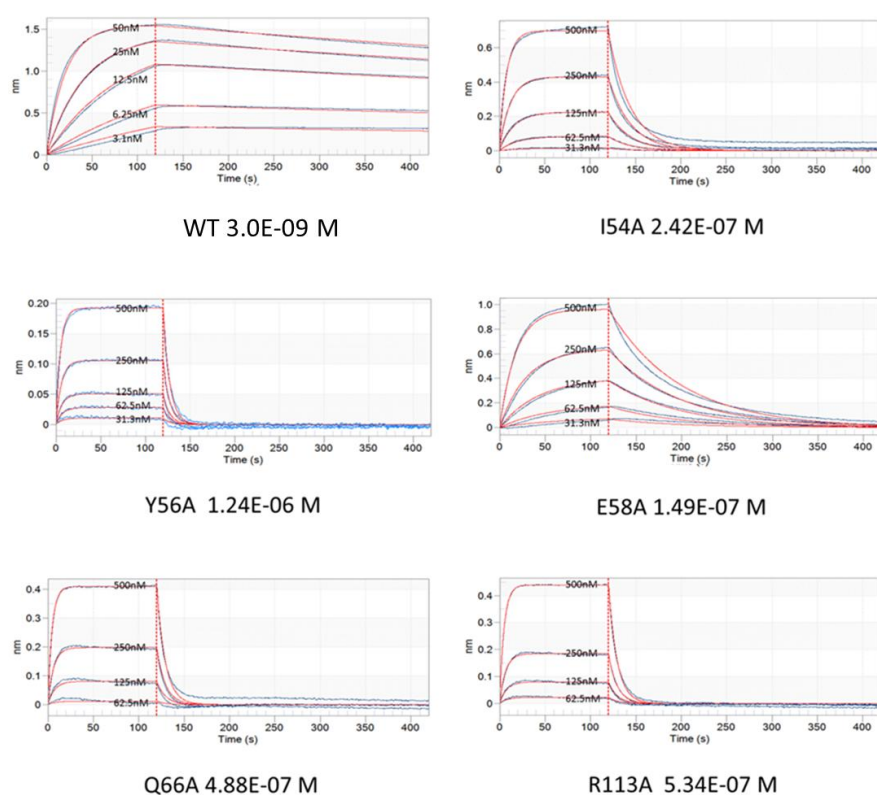 nm
1.5
1.0
0.5
0
50nM
25nM
12.5nM
6.25nM
3.1nM
0 50 100 150 200 250 300 350 400
Time (s)
WT 3.0E-09 M
nm
0.6
0.4
0.2
0
500nM
250nM
125nM
62.5nM
31.3nM
0 50 100 150 200 250 300 350 400
Time (s)
I54A 2.42E-07 M
nm
0.20
0.15
0.10
0.05
0
500nM
250nM
125nM
62.5nM
31.3nM
0 50 100 150 200 250 300 350 400
Time (s)
Y56A 1.24E-06 M
nm
1.0
0.8
0.6
0.4
0.2
0
500nM
250nM
125nM
62.5nM
31.3nM
0 50 100 150 200 250 300 350 400
Time (s)
E58A 1.49E-07 M
nm
0.4
0.3
0.2
0.1
0
500nM
250nM
125nM
62.5nM
0 50 100 150 200 250 300 350 400
Time (s)
Q66A 4.88E-07 M
nm
0.4
0.3
0.2
0.1
0
500nM
250nM
125nM
62.5nM
0 50 100 150 200 250 300 350 400
Time (s)
R113A 5.34E-07 M